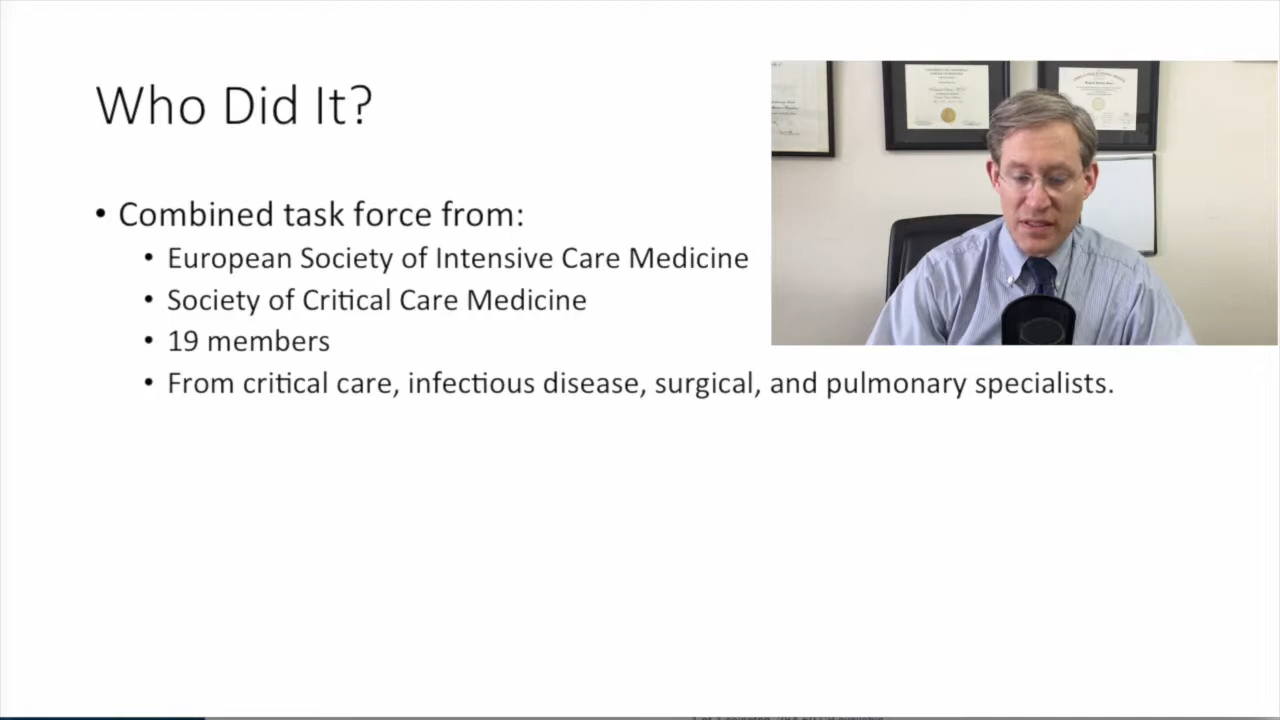 Who Did It?
• Combined task force from:
• European Society of Intensive Care Medicine
• Society of Critical Care Medicine
• 19 members
• From critical care, infectious disease, surgical, and pulmonary specialists.